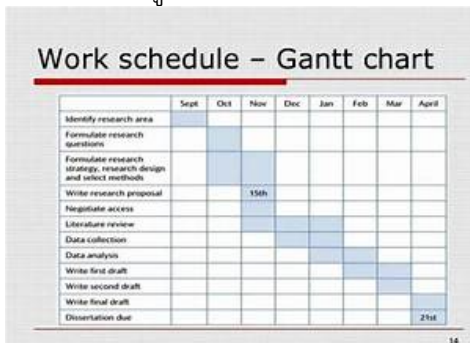 Work schedule – Gantt chart
Sept Oct Nov Dec Jan Feb Mar April
Identify research area
Formulate research
questions
Formulate research
strategy, research design
and select methods
Write research proposal 15th
Negotiate access
Literature review
Data collection
Data analysis
Write first draft
Write second draft
Write final draft
Dissertation due 21st
14